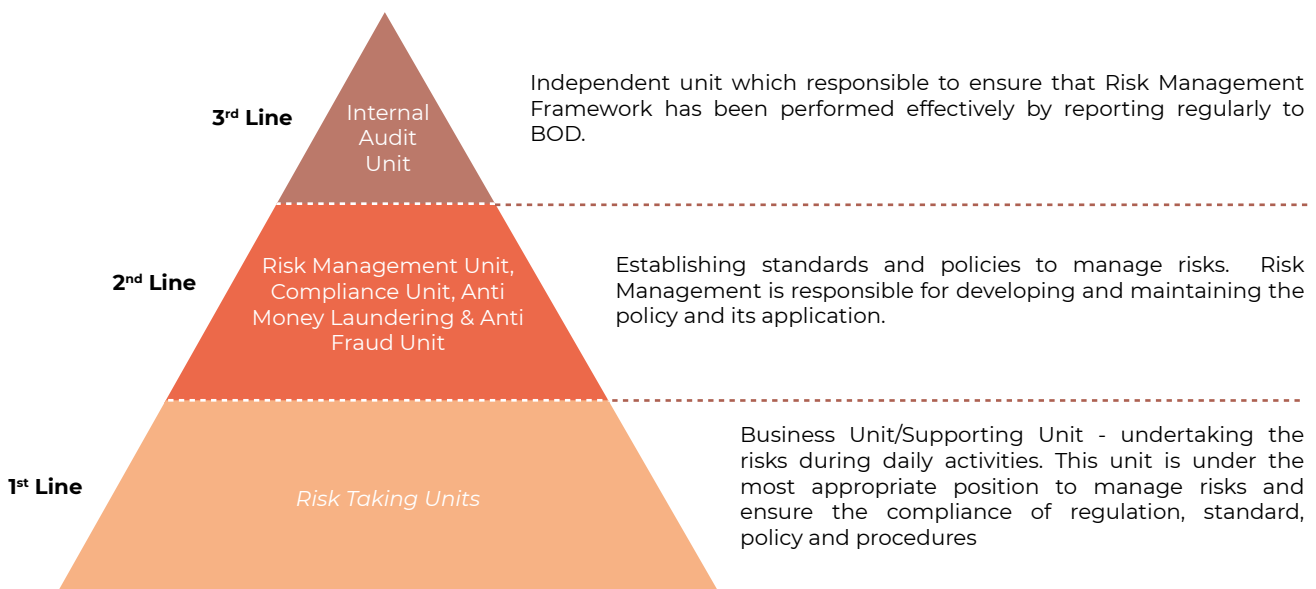 3rd Line
Internal
Audit
Unit
Independent unit which responsible to ensure that Risk Management
Framework has been performed effectively by reporting regularly to
BOD.
2nd Line
Risk Management Unit,
Compliance Unit, Anti
Money Laundering & Anti
Fraud Unit
Establishing standards and policies to manage risks. Risk
Management is responsible for developing and maintaining the
policy and its application.
1st Line
Risk Taking Units
Business Unit/Supporting Unit - undertaking the
risks during daily activities. This unit is under the
most appropriate position to manage risks and
ensure the compliance of regulation, standard,
policy and procedures